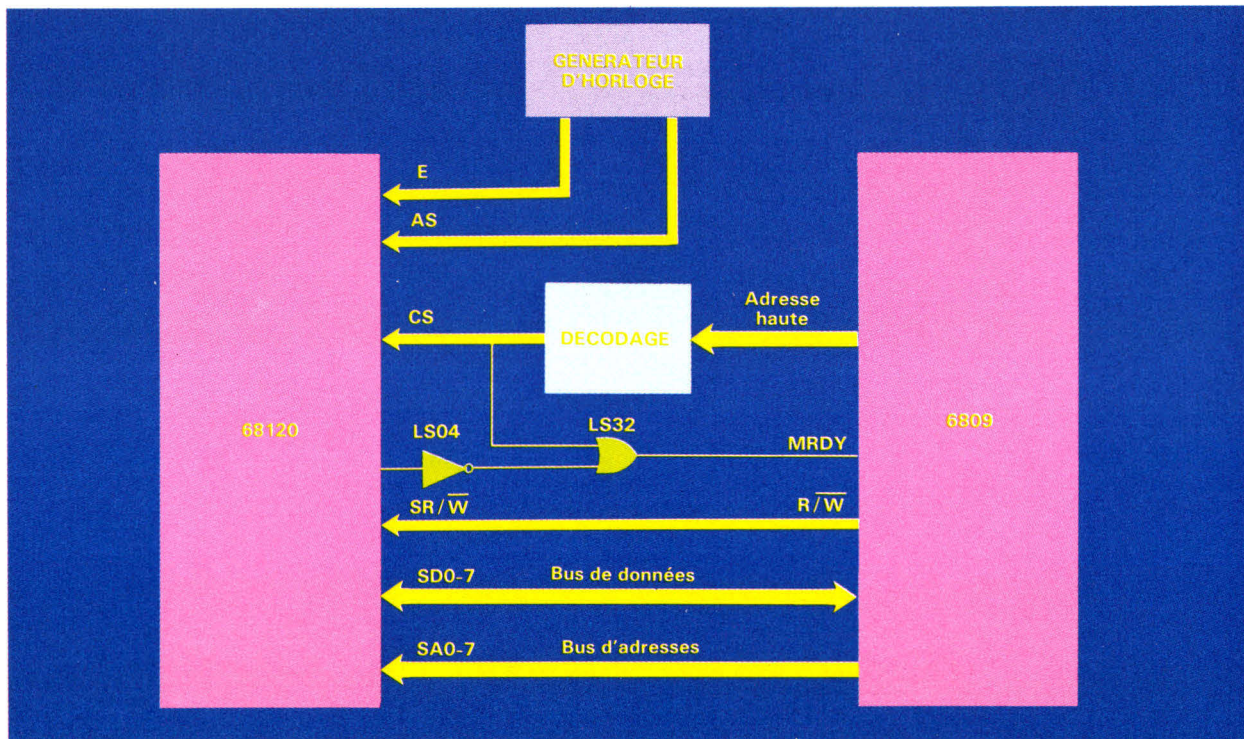 GENERATEUR
D'HORLOGE
E
AS
CS
DECODAGE
Adresse
haute
68120
LS04
LS32
MRDY
6809
SR/W̅
R/W̅
SD0-7
Bus de données
SA0-7
Bus d'adresses